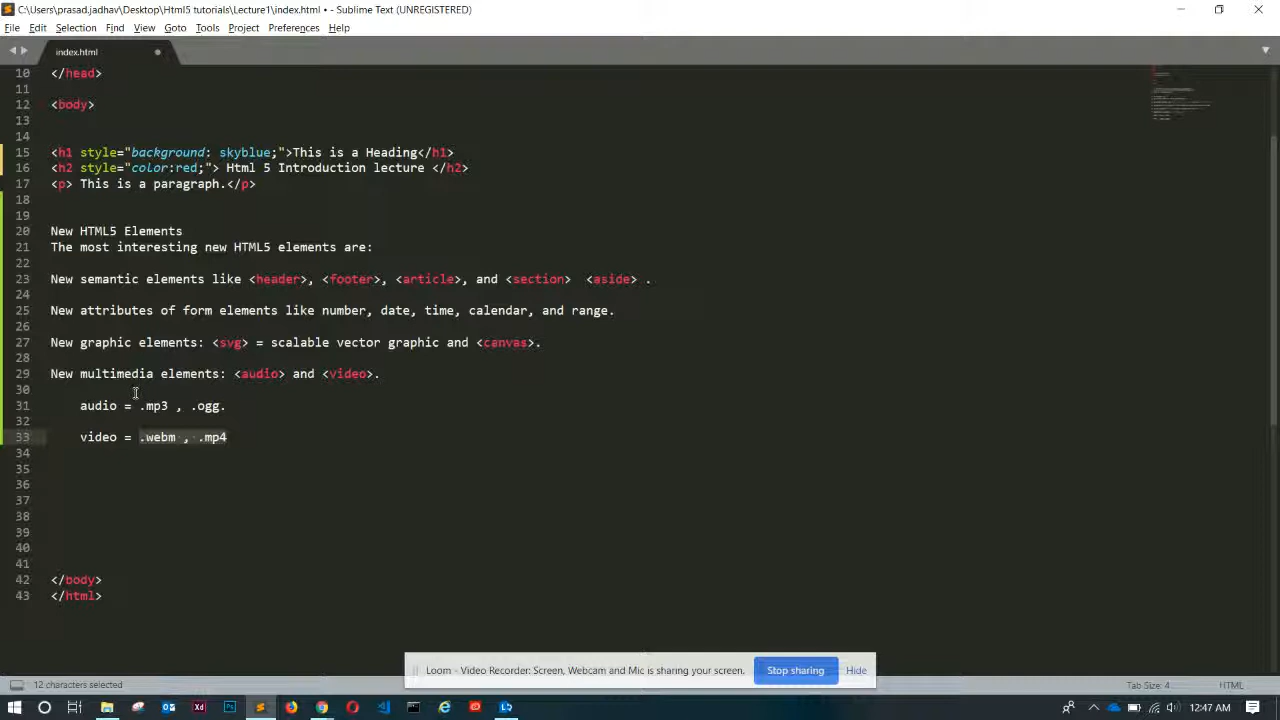 C:\Users\prasad.jadhav\Desktop\Html5 tutorials\Lecture1\index.html • - Sublime Text (UNREGISTERED)
File Edit Selection Find View Goto Tools Project Preferences Help
index.html
10 </head>
11
12 <body>
13
14
15 <h1 style="background: skyblue;">This is a Heading</h1>
16 <h2 style="color:red;"> Html 5 Introduction lecture </h2>
17 <p> This is a paragraph.</p>
18
19
20 New HTML5 Elements
21 The most interesting new HTML5 elements are:
22
23 New semantic elements like <header>, <footer>, <article>, and <section> <aside> .
24
25 New attributes of form elements like number, date, time, calendar, and range.
26
27 New graphic elements: <svg> = scalable vector graphic and <canvas>.
28
29 New multimedia elements: <audio> and <video>.
30
31 audio = .mp3 , .ogg.
32
33 video = .webm , .mp4
34
35
36
37
38
39
40
41
42 </body>
43 </html>
Loom - Video Recorder: Screen, Webcam and Mic is sharing your screen. Stop sharing Hide
12 characters selected Tab Size: 4 HTML
12:47 AM